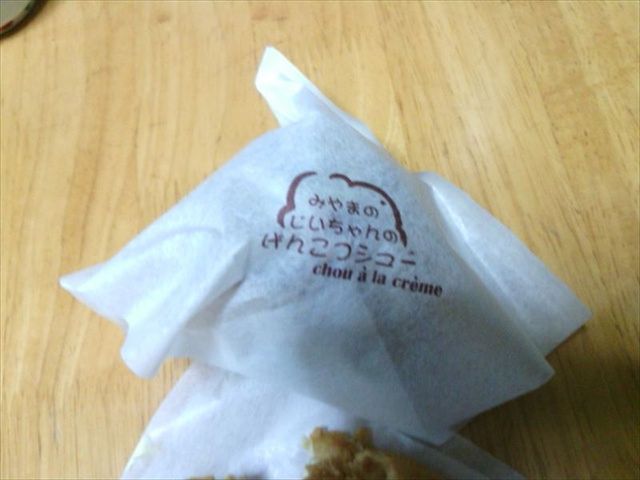 みやまの
じいちゃんの
げんこつシュー
chou à la crème